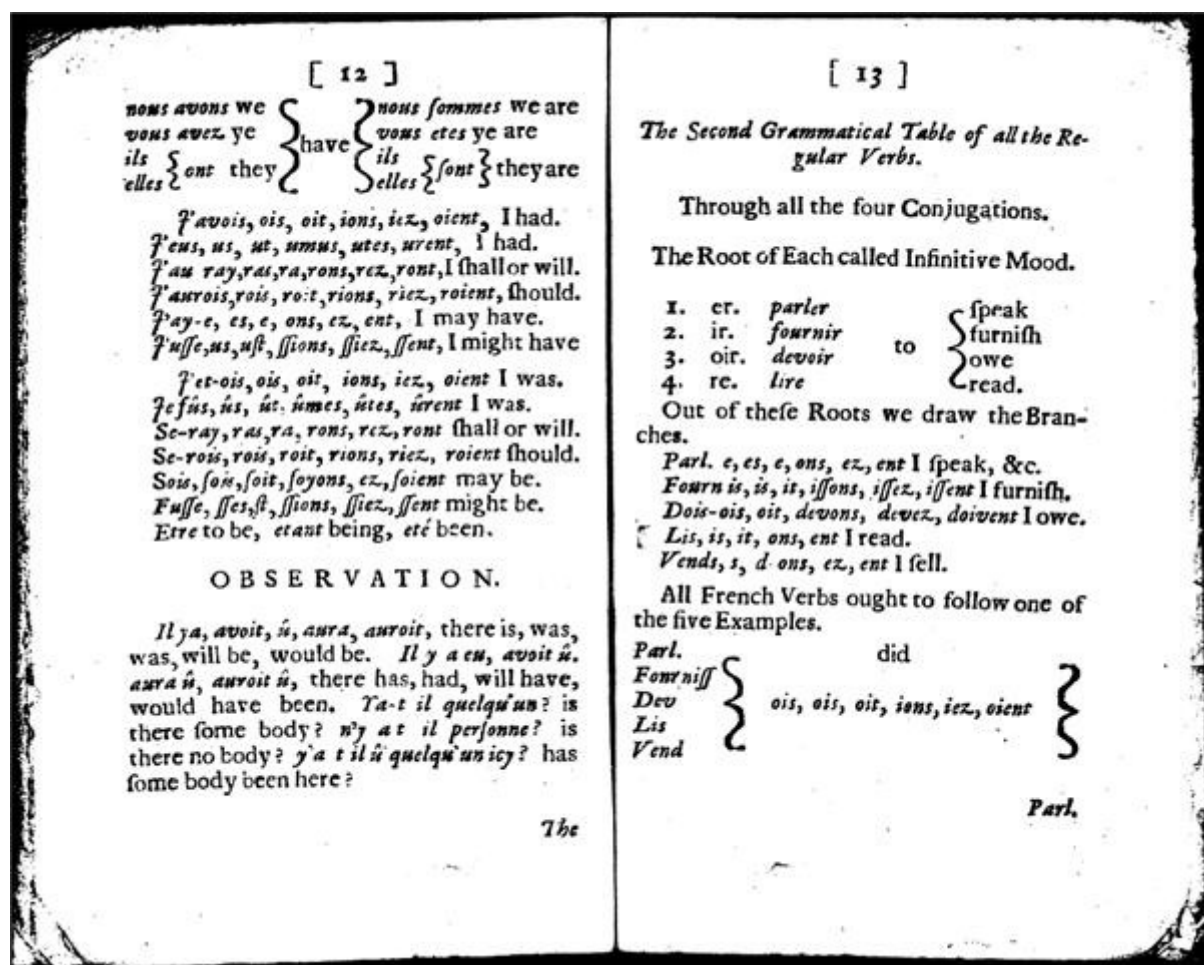 [ 12 ]
nous avons we } have { nous ſommes we are
vous avez ye } have { vous etes ye are
ils } ont they } have { ils } ſont } they are
elles } ont they } have { elles } ſont } they are
J'avois, ois, oit, ions, iez, oient, I had.
J'eus, us, ut, umus, utes, urent, I had.
J'au ray, ras, ra, rons, rez, ront, I ſhall or will.
J'aurois, rois, roit, rions, riez, roient, ſhould.
J'ay-e, es, e, ons, ez, ent, I may have.
J'uſſe, us, uſt, ſſions, ſſiez, ſſent, I might have
J'et-ois, ois, oit, ions, iez, oient I was.
Je fûs, ûs, ût. ûmes, ûtes, ûrent I was.
Se-ray, ras, ra, rons, rez, ront ſhall or will.
Se-rois, rois, roit, rions, riez, roient ſhould.
Sois, ſois, ſoit, ſoyons, ez, ſoient may be.
Fuſſe, ſſes, ſt, ſſions, ſſiez, ſſent might be.
Etre to be, etant being, eté been.
OBSERVATION.
Il ya, avoit, û, aura, auroit, there is, was,
was, will be, would be. Il y a eu, avoit û.
aura û, auroit û, there has, had, will have,
would have been. Ya-t il quelqu'un? is
there ſome body? n'y a t il perſonne? is
there no body? y'a t il û quelqu'un icy? has
ſome body been here?
The
[ 13 ]
The Second Grammatical Table of all the Re-
gular Verbs.
Through all the four Conjugations.
The Root of Each called Infinitive Mood.
1. er. parler to { ſpeak
2. ir. fournir to { furniſh
3. oir. devoir to { owe
4. re. lire to { read.
Out of theſe Roots we draw the Bran-
ches.
Parl. e, es, e, ons, ez, ent I ſpeak, &c.
Fourn is, is, it, iſſons, iſſez, iſſent I furniſh.
Dois-ois, oit, devons, devez, doivent I owe.
Lis, is, it, ons, ent I read.
Vends, s, d ons, ez, ent I ſell.
All French Verbs ought to follow one of
the five Examples.
Parl. did
Fourniſſ
Dev ois, ois, oit, ions, iez, oient
Lis
Vend
Parl.